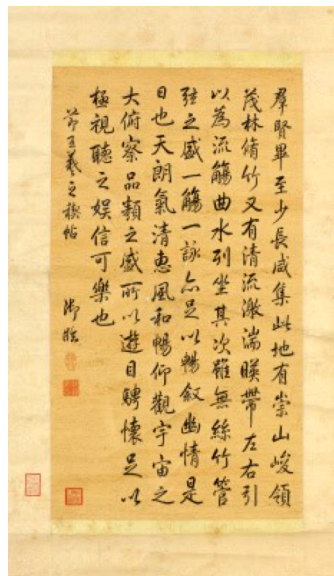 羣賢畢至少長咸集此地有崇山峻領
茂林脩竹又有清流激湍暎帶左右引
以為流觴曲水列坐其次雖無絲竹管
弦之盛一觴一詠亦足以暢叙幽情是
日也天朗氣清惠風和暢仰觀宇宙之
大俯察品類之盛所以遊目騁懷足以
極視聽之娛信可樂也
節王羲之禊帖 御臨